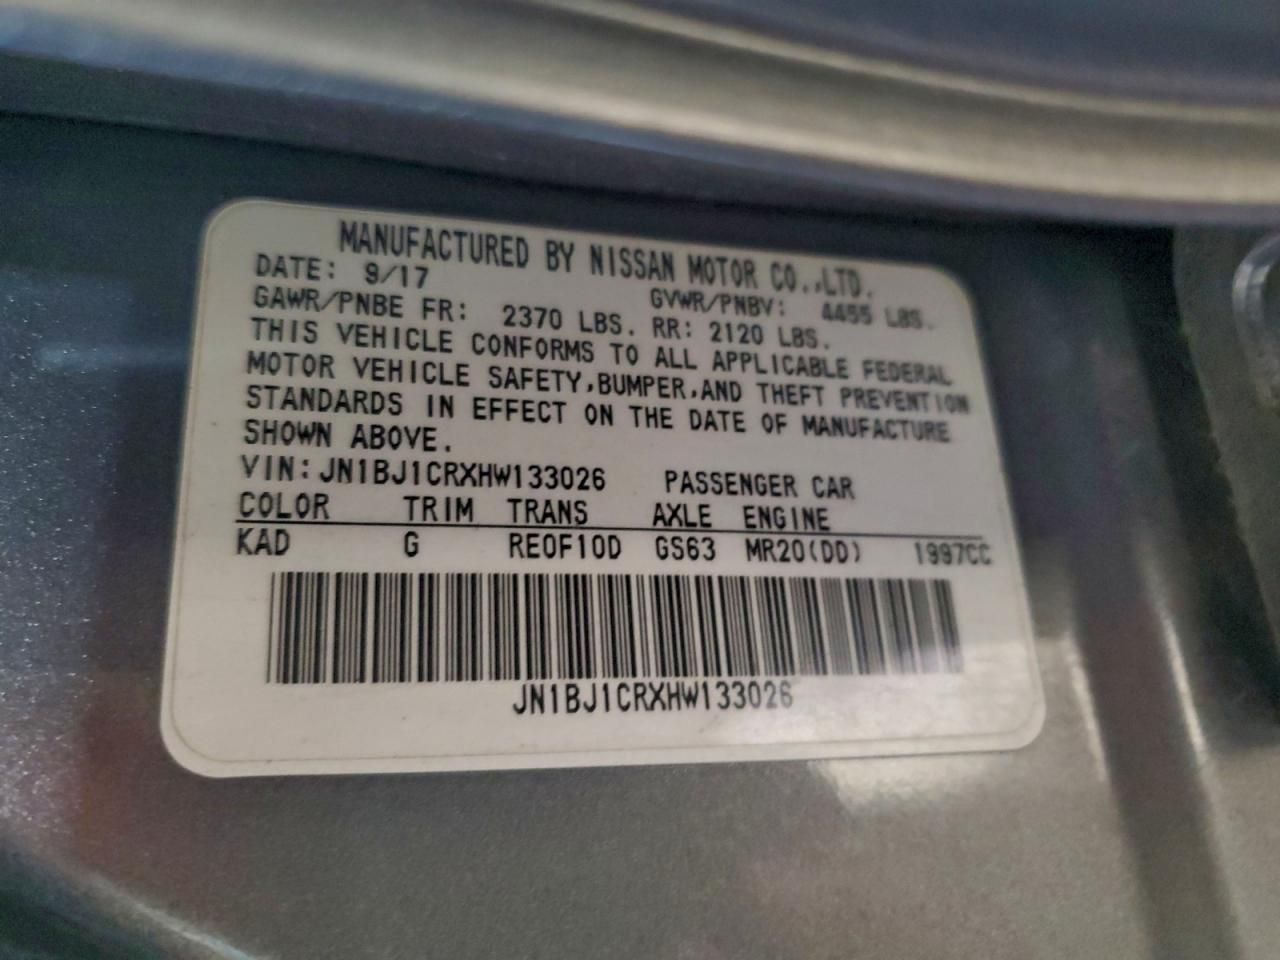 MANUFACTURED BY NISSAN MOTOR CO.,LTD.
DATE: 9/17
GAWR/PNBE FR: 2370 LBS. RR: 2120 LBS. GVWR/PNBV: 4455 LBS.
THIS VEHICLE CONFORMS TO ALL APPLICABLE FEDERAL
MOTOR VEHICLE SAFETY,BUMPER,AND THEFT PREVENTION
STANDARDS IN EFFECT ON THE DATE OF MANUFACTURE
SHOWN ABOVE.
VIN:JN1BJ1CRXHW133026 PASSENGER CAR
COLOR TRIM TRANS AXLE ENGINE
KAD G RE0F10D GS63 MR20(DD) 1997CC
JN1BJ1CRXHW133026